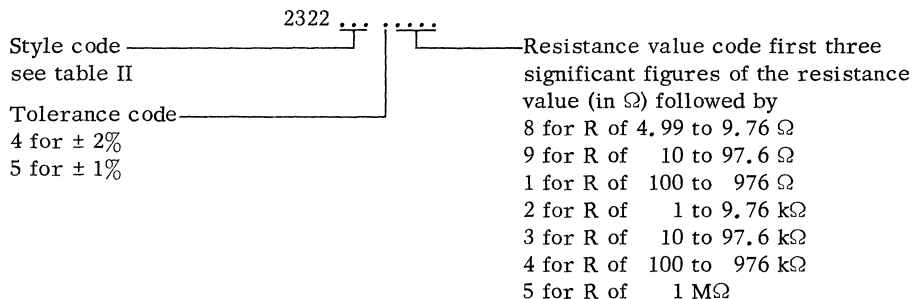 2322 ... . ....
Style code
see table II
Tolerance code
4 for ± 2%
5 for ± 1%
Resistance value code first three
significant figures of the resistance
value (in Ω) followed by
8 for R of 4.99 to 9.76 Ω
9 for R of 10 to 97.6 Ω
1 for R of 100 to 976 Ω
2 for R of 1 to 9.76 kΩ
3 for R of 10 to 97.6 kΩ
4 for R of 100 to 976 kΩ
5 for R of 1 MΩ